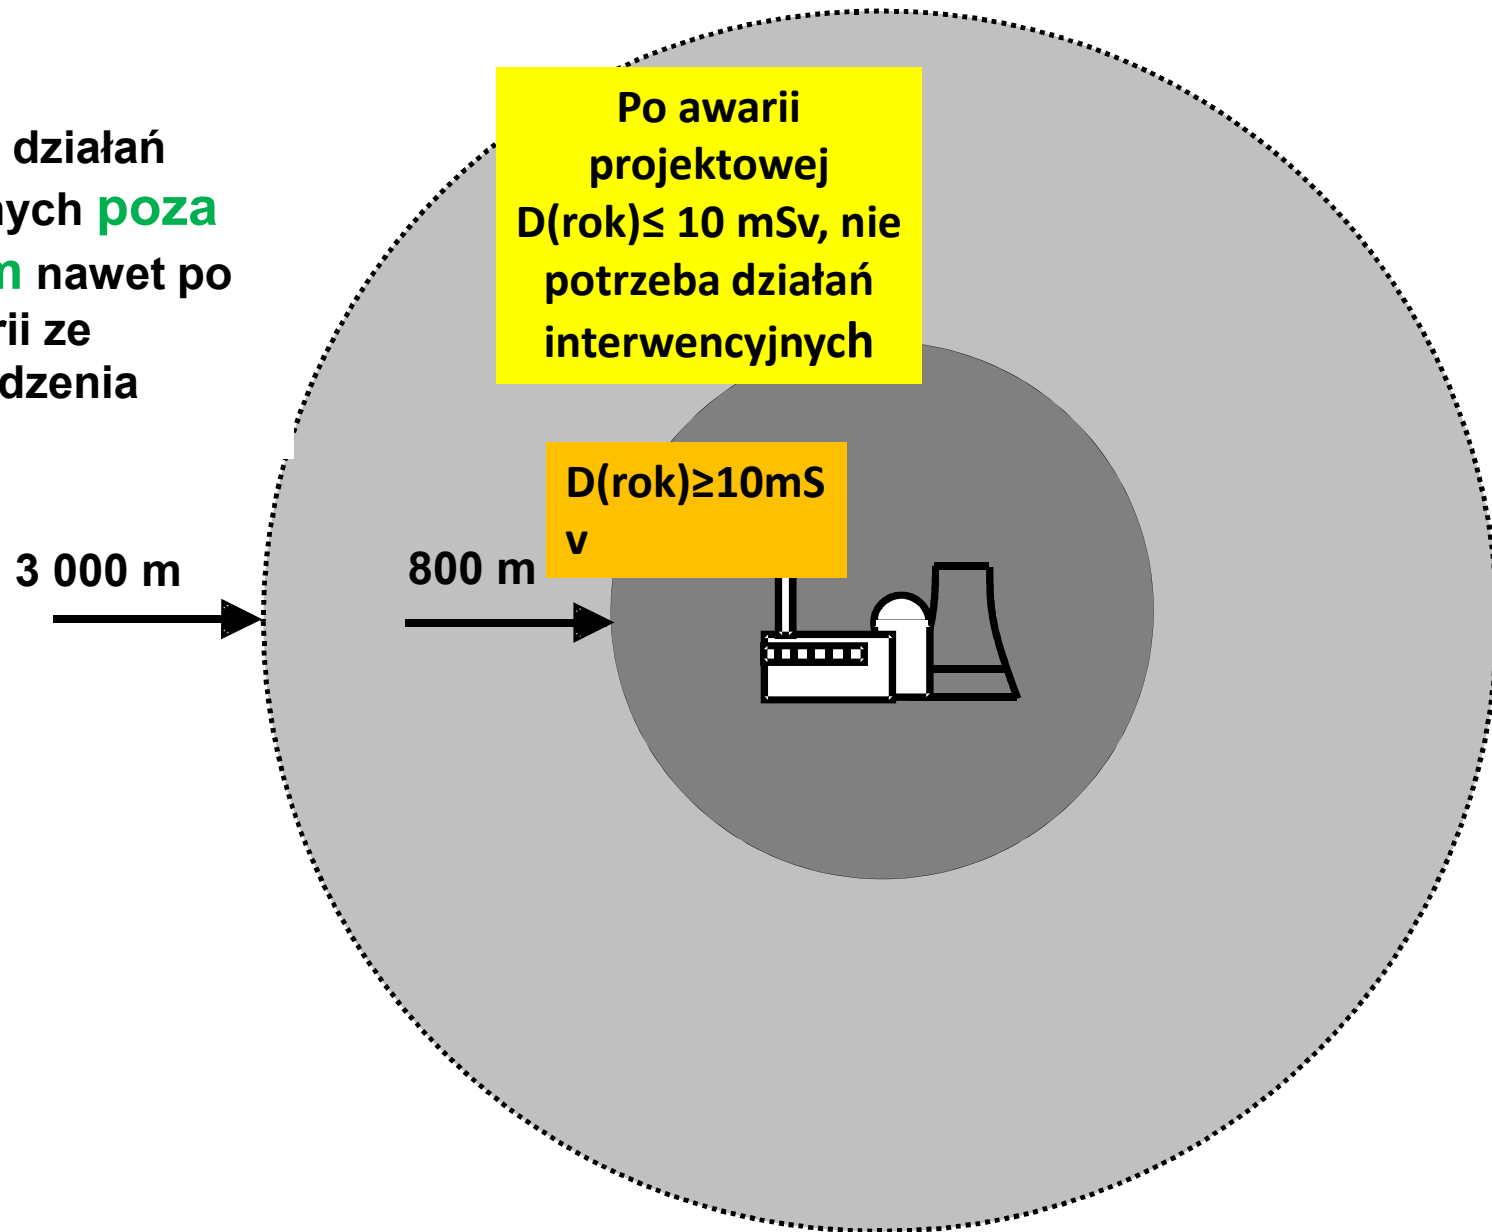 działań
nych poza
m nawet po
rii ze
dzenia
Po awarii
projektowej
D(rok)≤ 10 mSv, nie
potrzeba działań
interwencyjnych
D(rok)≥10mS
v
3 000 m
800 m